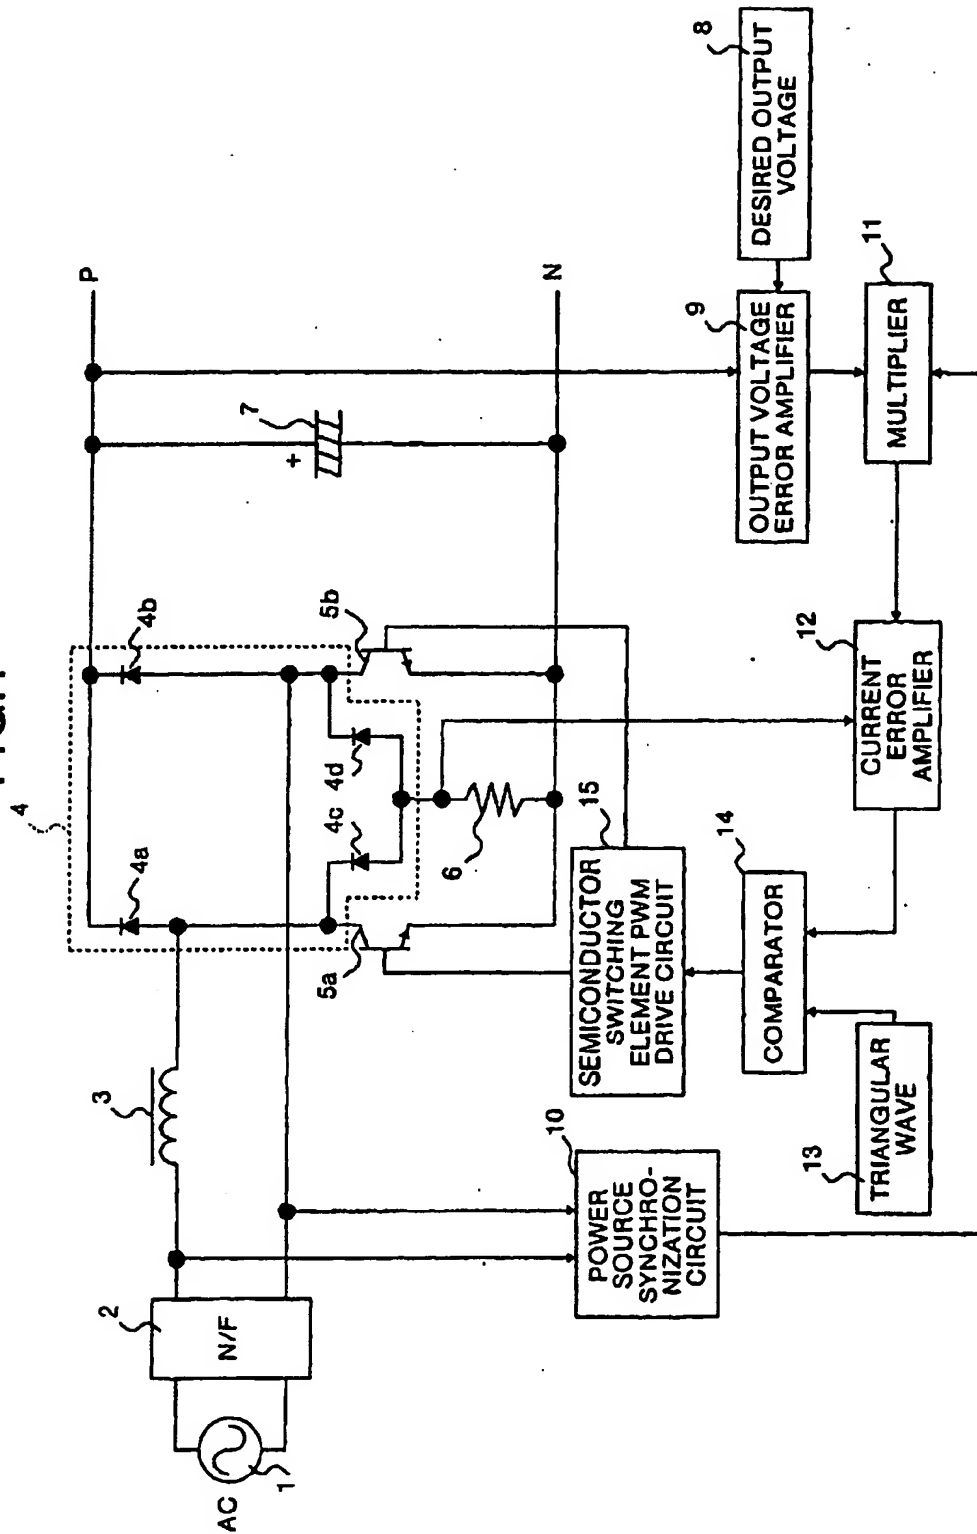 4
4a
4b
P
3
2
N/F
AC
1
7
+
5a
5b
4c
4d
6
N
10
POWER
SOURCE
SYNCHRO-
NIZATION
CIRCUIT
15
SEMICONDUCTOR
SWITCHING
ELEMENT PWM
DRIVE CIRCUIT
9
OUTPUT VOLTAGE
ERROR AMPLIFIER
8
DESIRED OUTPUT
VOLTAGE
14
COMPARATOR
13
TRIANGULAR
WAVE
12
CURRENT
ERROR
AMPLIFIER
11
MULTIPLIER